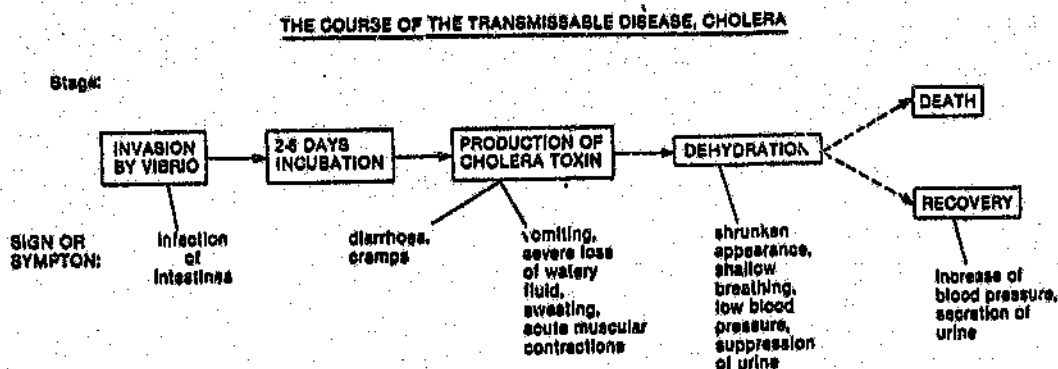 THE COURSE OF THE TRANSMISSABLE DISEASE, CHOLERA
Stage:
INVASION
BY VIBRIO
2-6 DAYS
INCUBATION
PRODUCTION OF
CHOLERA TOXIN
DEHYDRATION
DEATH
RECOVERY
SIGN OR
SYMPTON:
infection
of
intestines
diarrhoea,
cramps
vomiting,
severe loss
of watery
fluid,
sweating,
acute muscular
contractions
shrunken
appearance,
shallow
breathing,
low blood
pressure,
suppression
of urine
increase of
blood pressure,
secretion of
urine